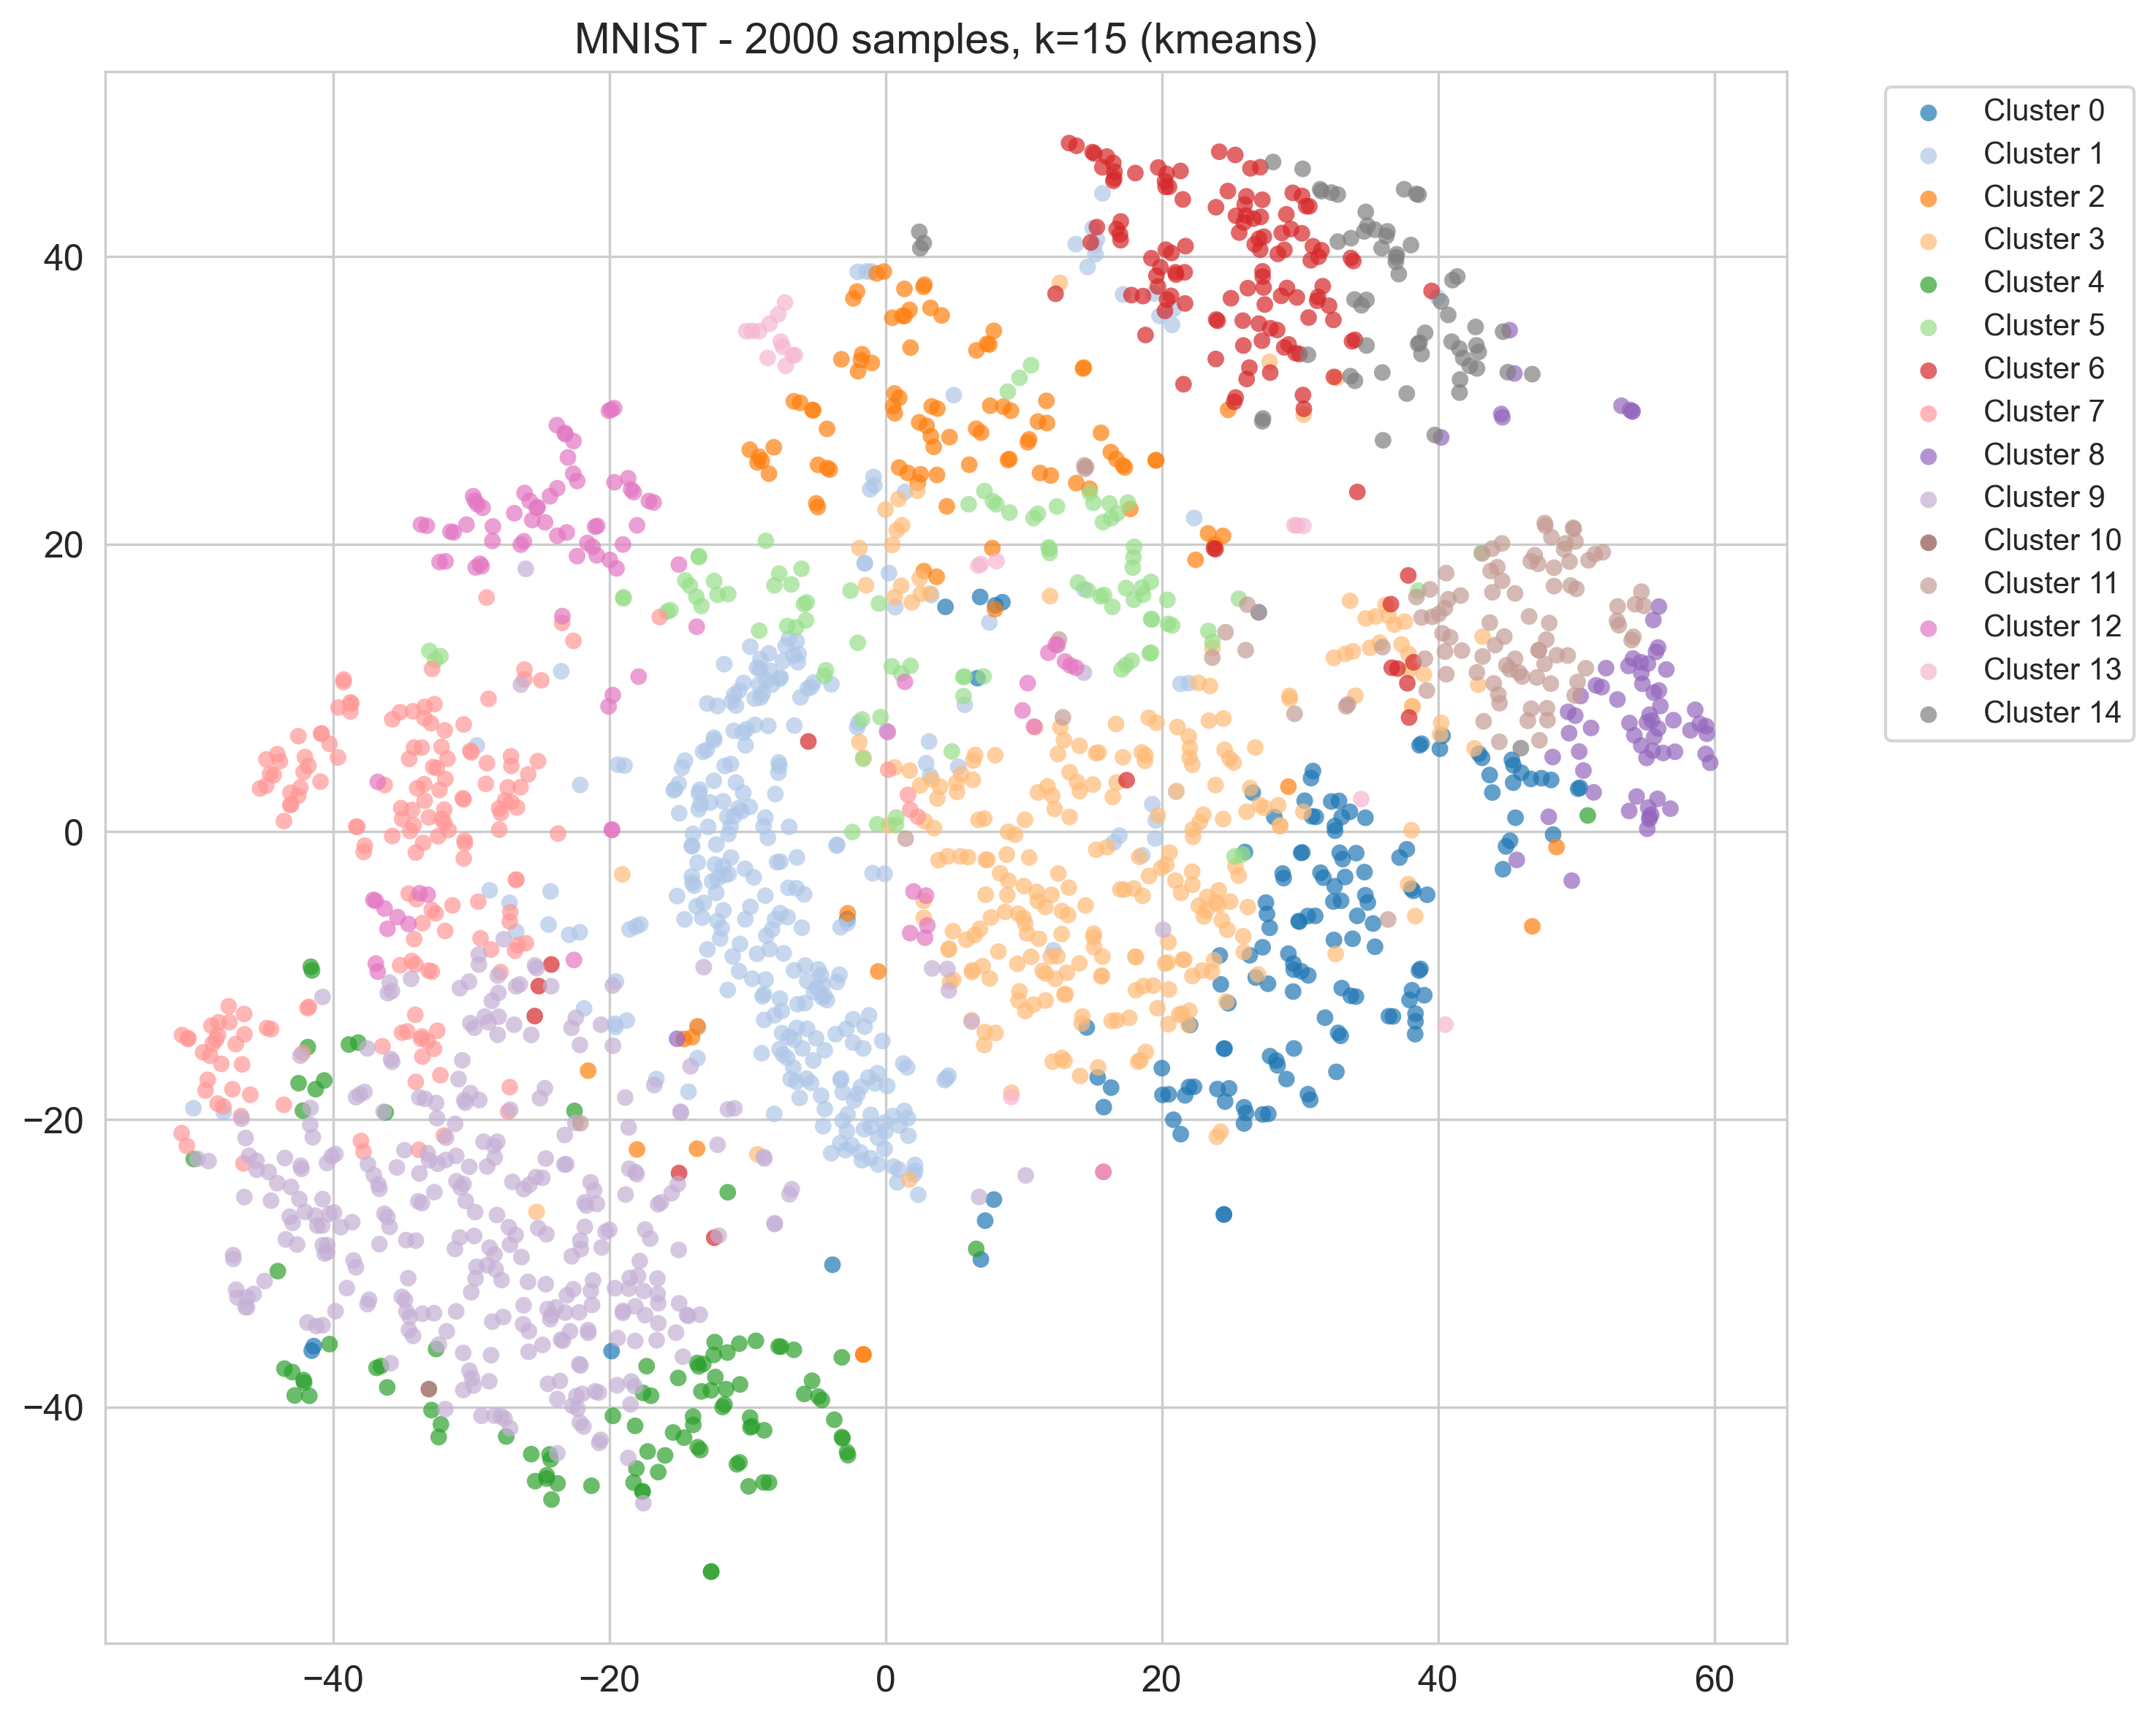 MNIST - 2000 samples, k=15 (kmeans)
40
20
0
−20
−40
−40
−20
0
20
40
60
Cluster 0
Cluster 1
Cluster 2
Cluster 3
Cluster 4
Cluster 5
Cluster 6
Cluster 7
Cluster 8
Cluster 9
Cluster 10
Cluster 11
Cluster 12
Cluster 13
Cluster 14